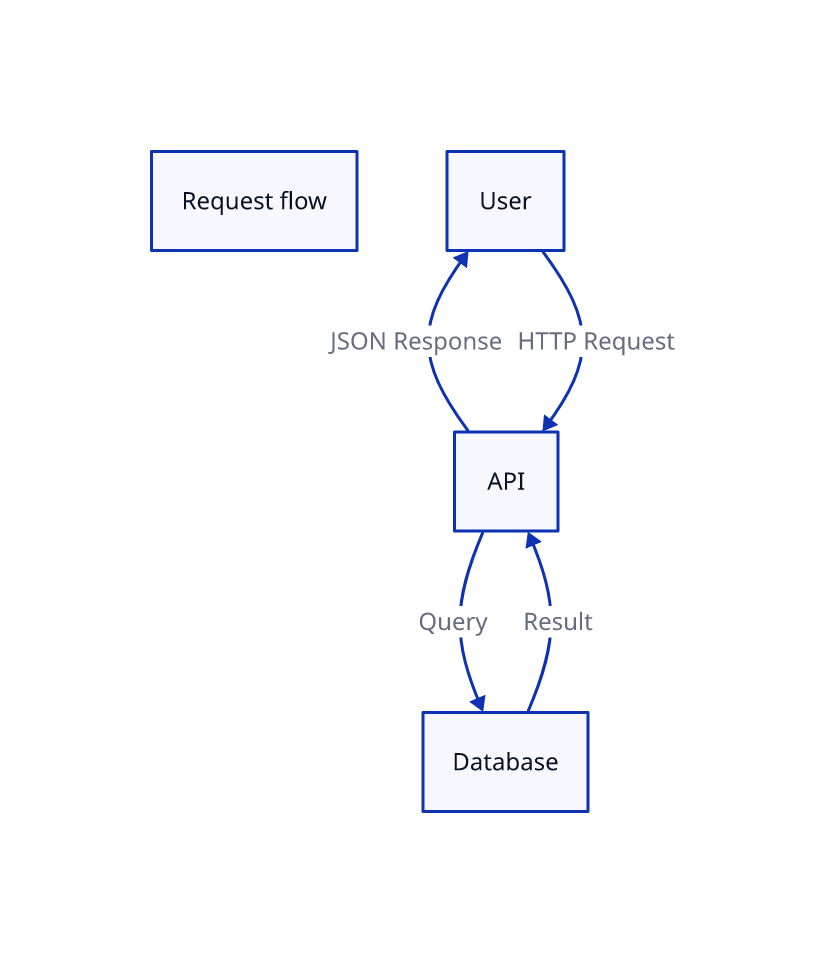 Request flow
User
JSON Response
HTTP Request
API
Query
Result
Database